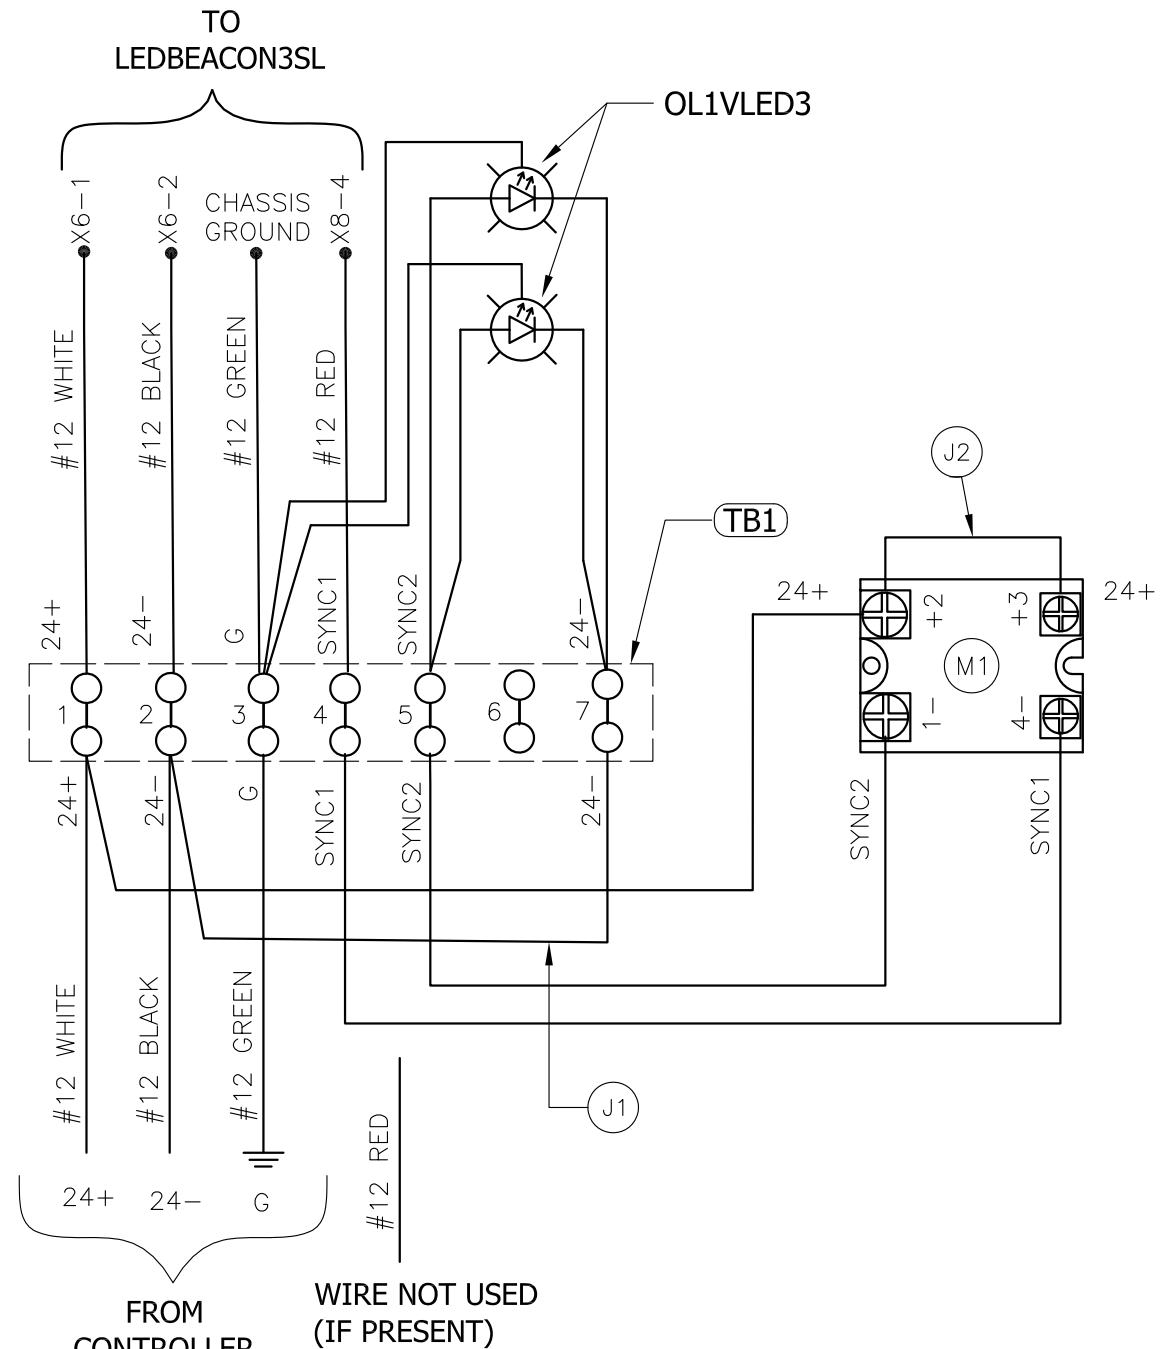 TO
LEDBEACON3SL
OL1VLED3
X6-1
X6-2
CHASSIS
GROUND
X8-4
#12 WHITE
#12 BLACK
#12 GREEN
#12 RED
J2
TB1
24+
24-
G
SYNC1
SYNC2
24-
24+
+2
+3
24+
M1
1
2
3
4
5
6
7
1-
4-
24+
24-
G
SYNC1
SYNC2
24-
SYNC2
SYNC1
#12 WHITE
#12 BLACK
#12 GREEN
J1
#12 RED
24+
24-
G
WIRE NOT USED
(IF PRESENT)
FROM
CONTROLLER